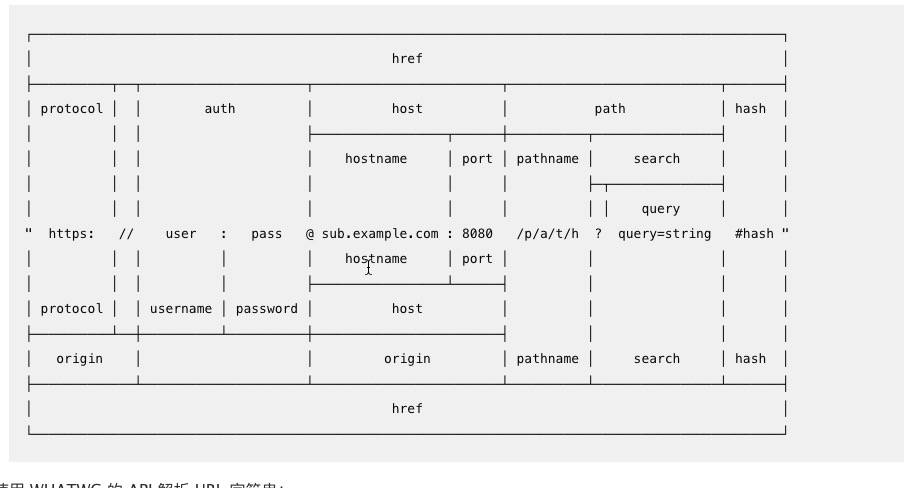 href
protocol auth host path hash
hostname port pathname search
query
" https: // user : pass @ sub.example.com : 8080 /p/a/t/h ? query=string #hash "
hostname port
protocol username password host
origin origin pathname search hash
href
使用 WHATWG 的 API 解析 URL 字符串: